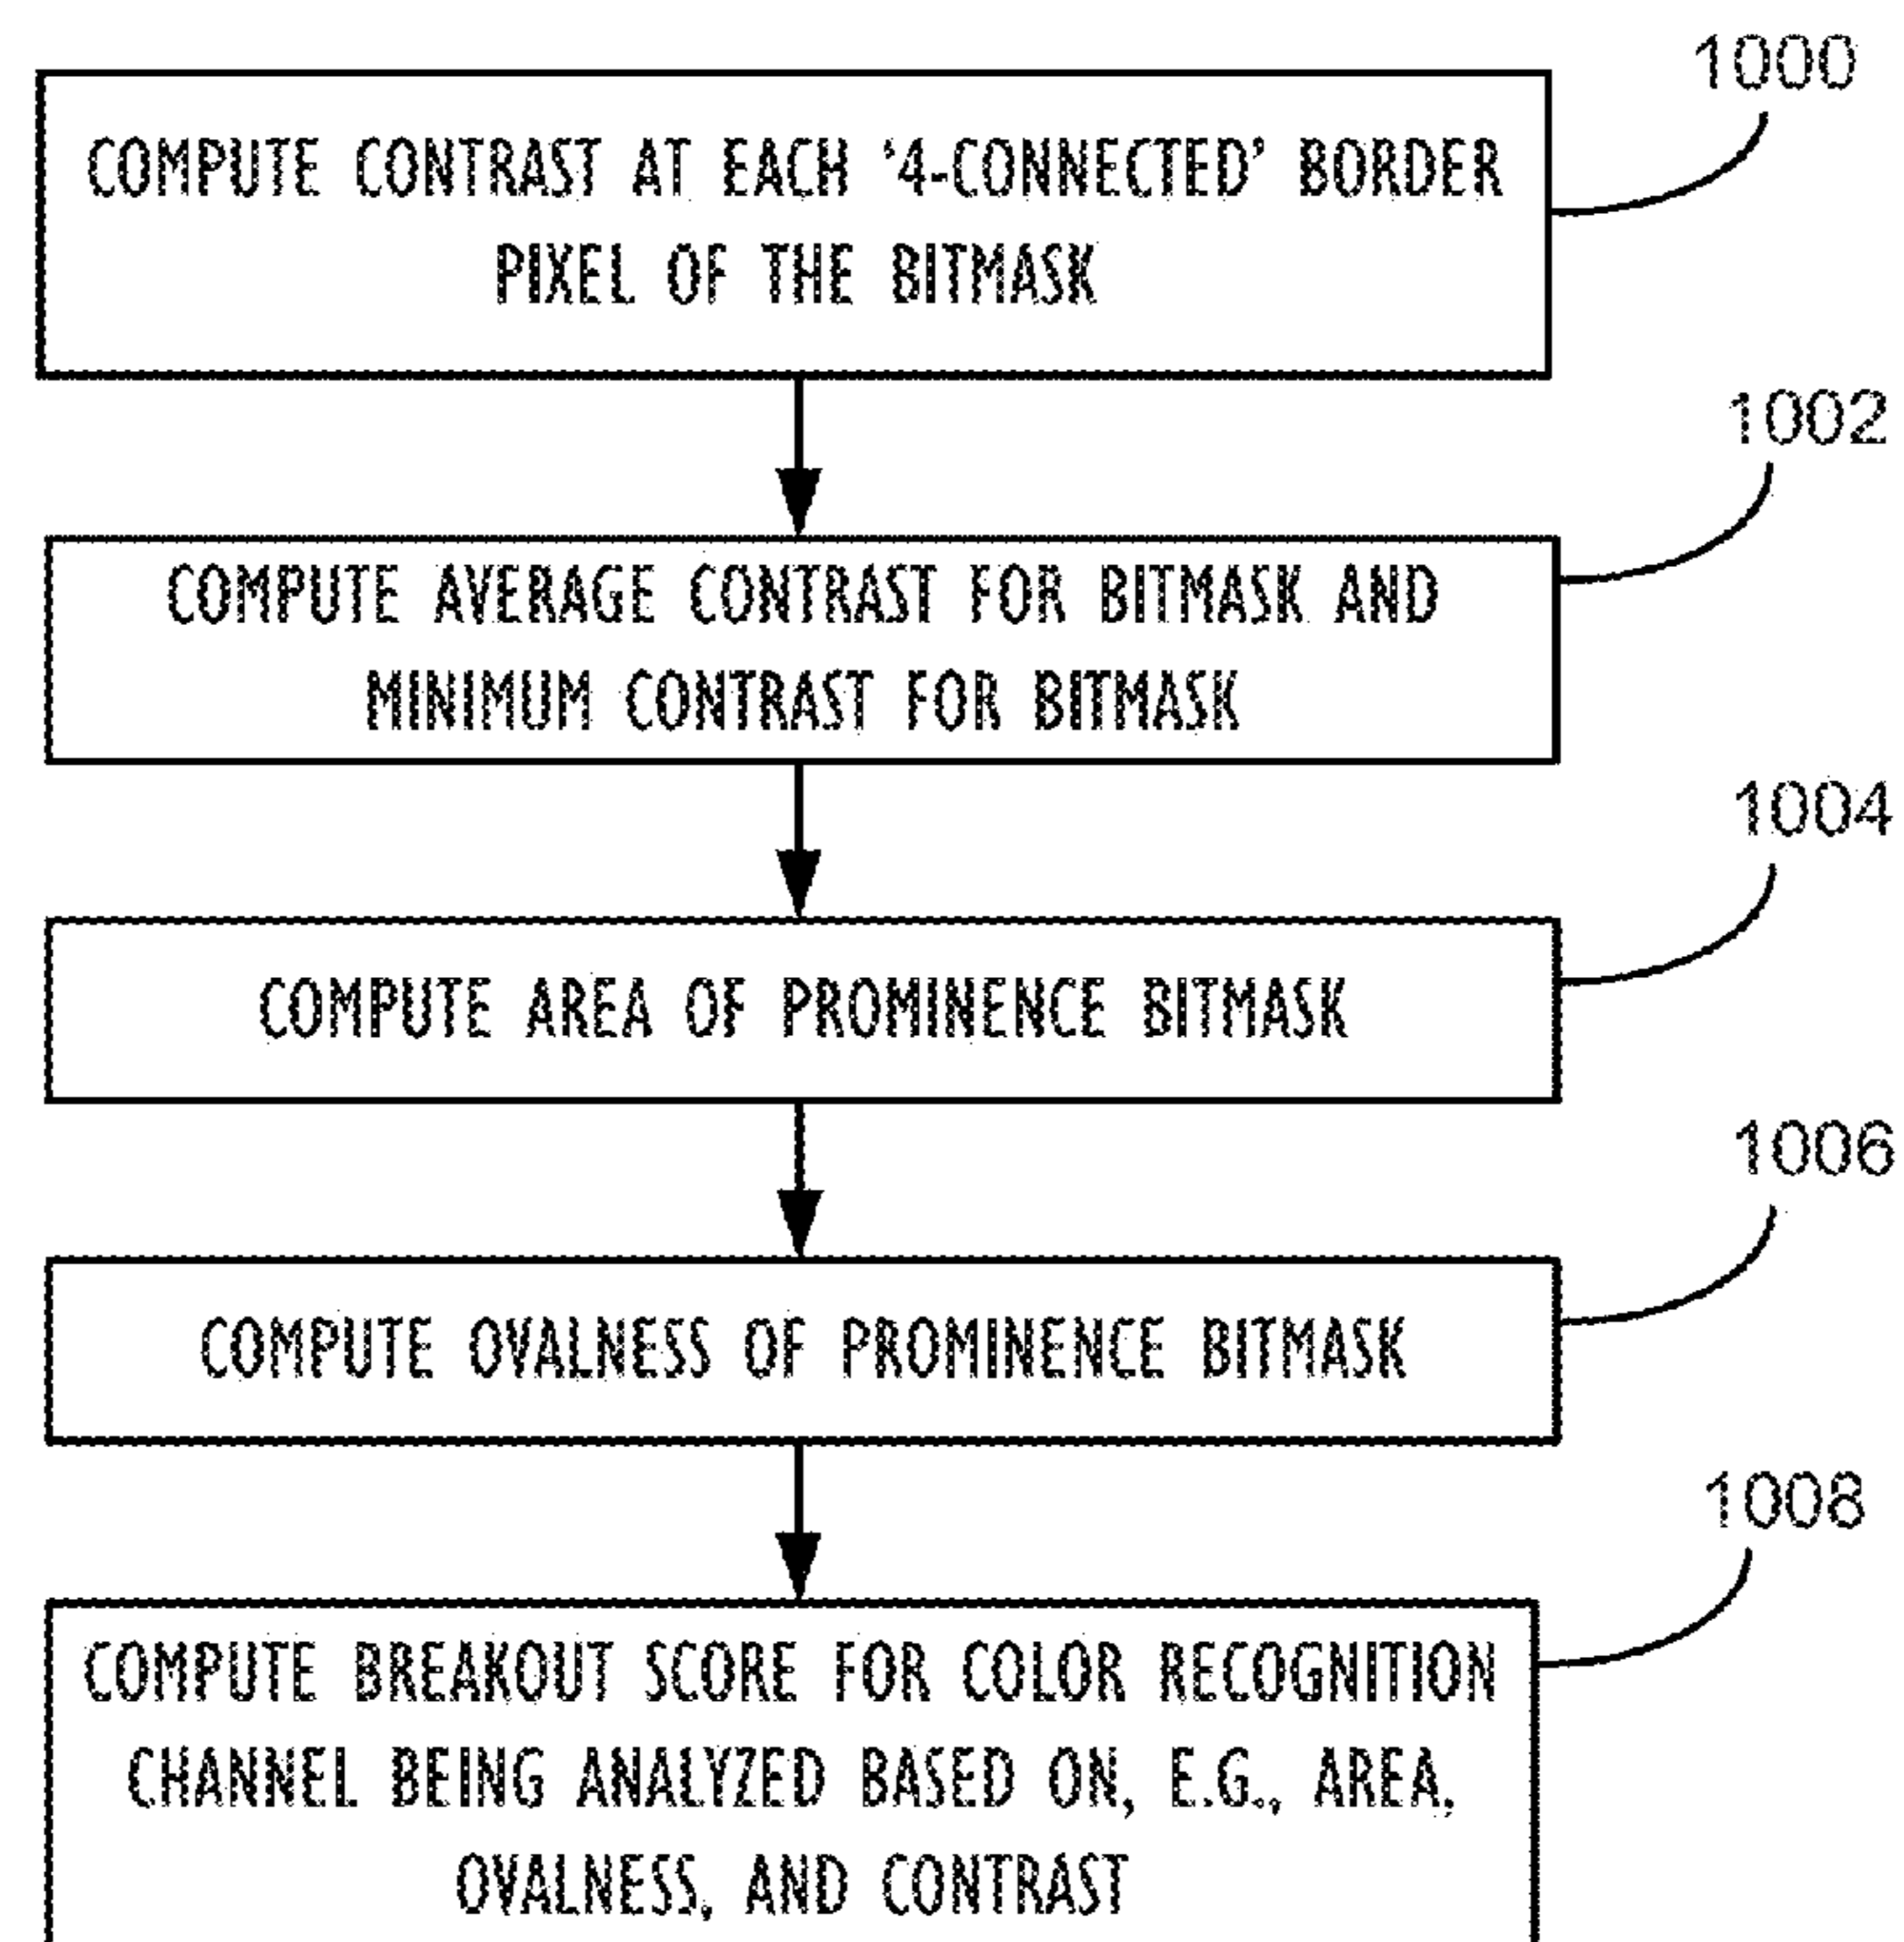 1000
COMPUTE CONTRAST AT EACH ‘4-CONNECTED’ BORDER
PIXEL OF THE BITMASK
1002
COMPUTE AVERAGE CONTRAST FOR BITMASK AND
MINIMUM CONTRAST FOR BITMASK
1004
COMPUTE AREA OF PROMINENCE BITMASK
1006
COMPUTE OVALNESS OF PROMINENCE BITMASK
1008
COMPUTE BREAKOUT SCORE FOR COLOR RECOGNITION
CHANNEL BEING ANALYZED BASED ON, E.G., AREA,
OVALNESS, AND CONTRAST